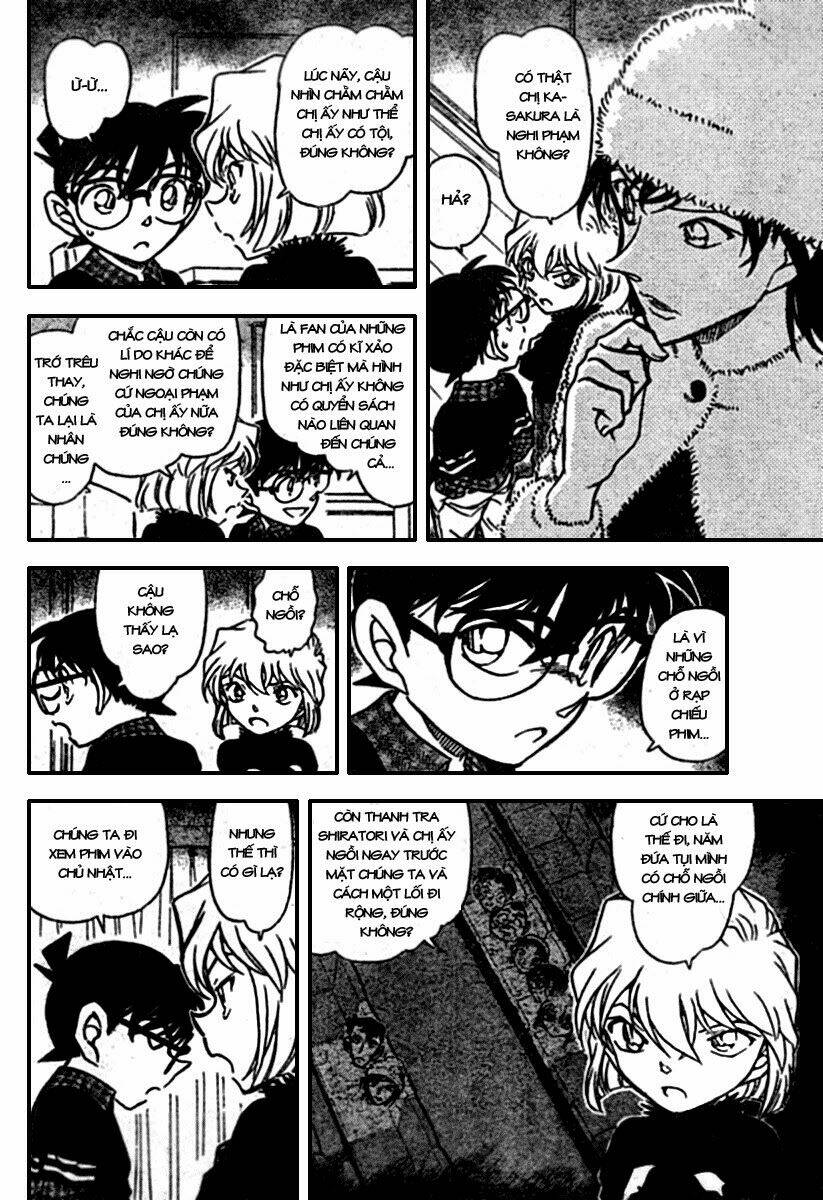 CÓ THẬT
CHỊ KA-
SAKURA LÀ
NGHI PHẠM
KHÔNG?
HẢ?
LÚC NÃY, CẬU
NHÌN CHẰM CHẰM
CHỊ ẤY NHƯ THỂ
CHỊ ẤY CÓ TỘI,
ĐÚNG KHÔNG?
Ừ-Ừ...
LÀ FAN CỦA NHỮNG
PHIM CÓ KĨ XẢO
ĐẶC BIỆT MÀ HÌNH
NHƯ CHỊ ẤY KHÔNG
CÓ QUYỂN SÁCH
NÀO LIÊN QUAN
ĐẾN CHÚNG
CẢ...
CHẮC CẬU CÒN CÓ
LÍ DO KHÁC ĐỂ
NGHI NGỜ CHỨNG
CỨ NGOẠI PHẠM
CỦA CHỊ ẤY NỮA
ĐÚNG KHÔNG?
TRỚ TRÊU
THAY,
CHÚNG
TA LẠI LÀ
NHÂN
CHỨNG
...
LÀ VÌ
NHỮNG
CHỖ NGỒI
Ở RẠP
CHIẾU
PHIM...
CHỖ
NGỒI?
CẬU
KHÔNG
THẤY LẠ
SAO?
CỨ CHO LÀ
THẾ ĐI, NĂM
ĐỨA TỤI MÌNH
CÓ CHỖ NGỒI
CHÍNH GIỮA...
CÒN THANH TRA
SHIRATORI VÀ CHỊ ẤY
NGỒI NGAY TRƯỚC
MẶT CHÚNG TA VÀ
CÁCH MỘT LỐI ĐI
RỘNG, ĐÚNG
KHÔNG?
NHƯNG
THẾ THÌ
CÓ GÌ LẠ?
CHÚNG TA ĐI
XEM PHIM VÀO
CHỦ NHẬT...